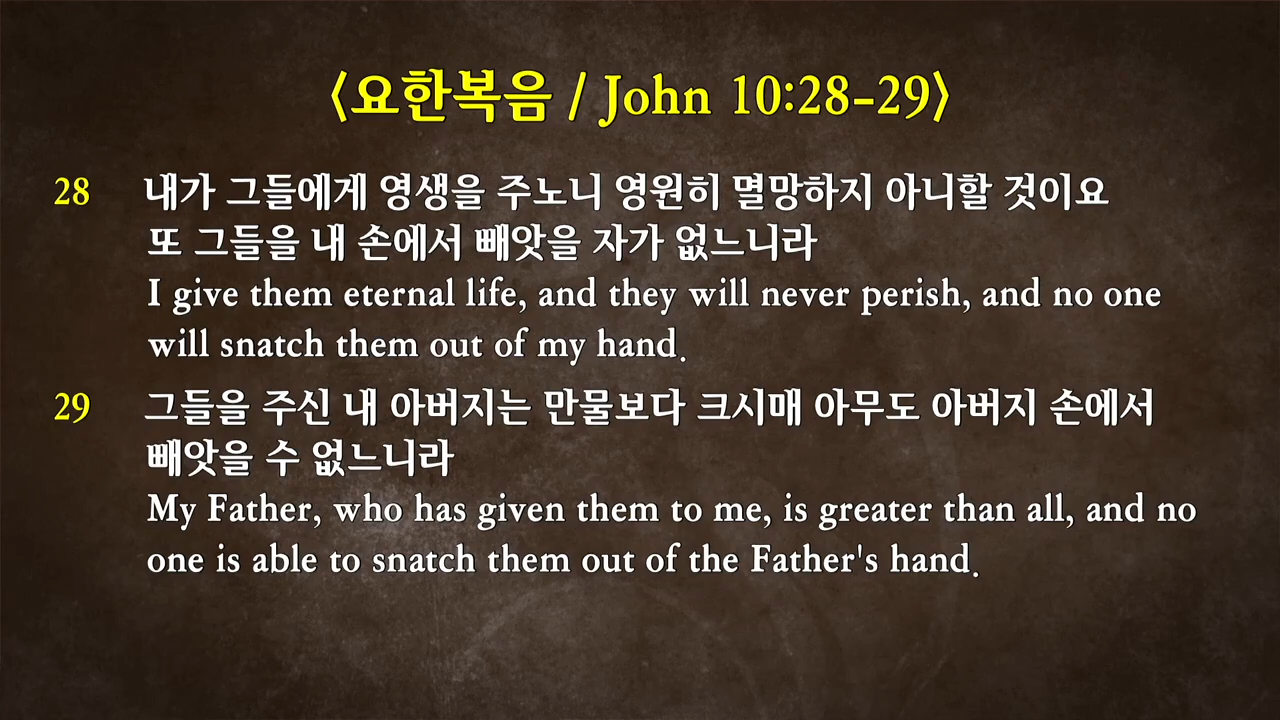 〈요한복음 / John 10:28-29〉
28 내가 그들에게 영생을 주노니 영원히 멸망하지 아니할 것이요
또 그들을 내 손에서 빼앗을 자가 없느니라
I give them eternal life, and they will never perish, and no one
will snatch them out of my hand.
29 그들을 주신 내 아버지는 만물보다 크시매 아무도 아버지 손에서
빼앗을 수 없느니라
My Father, who has given them to me, is greater than all, and no
one is able to snatch them out of the Father's hand.